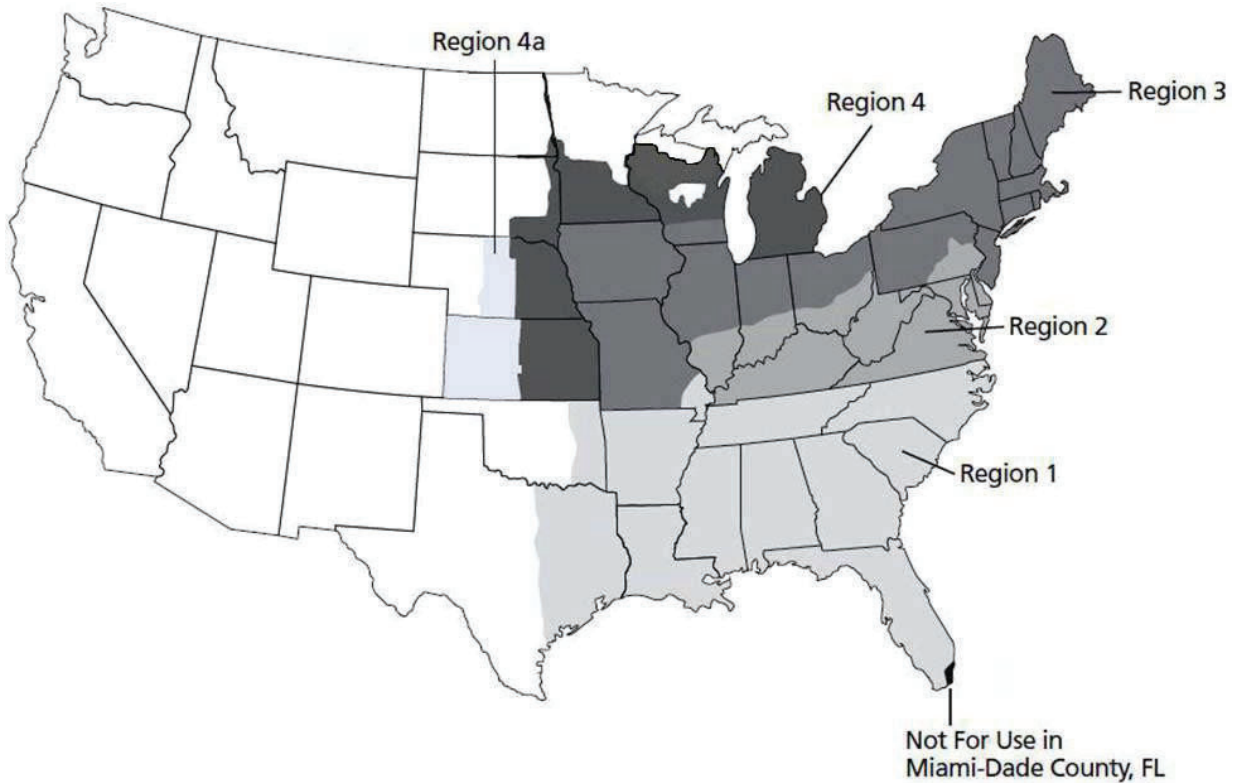 Region 4a
Region 4
Region 3
Region 2
Region 1
Not For Use in
Miami-Dade County, FL